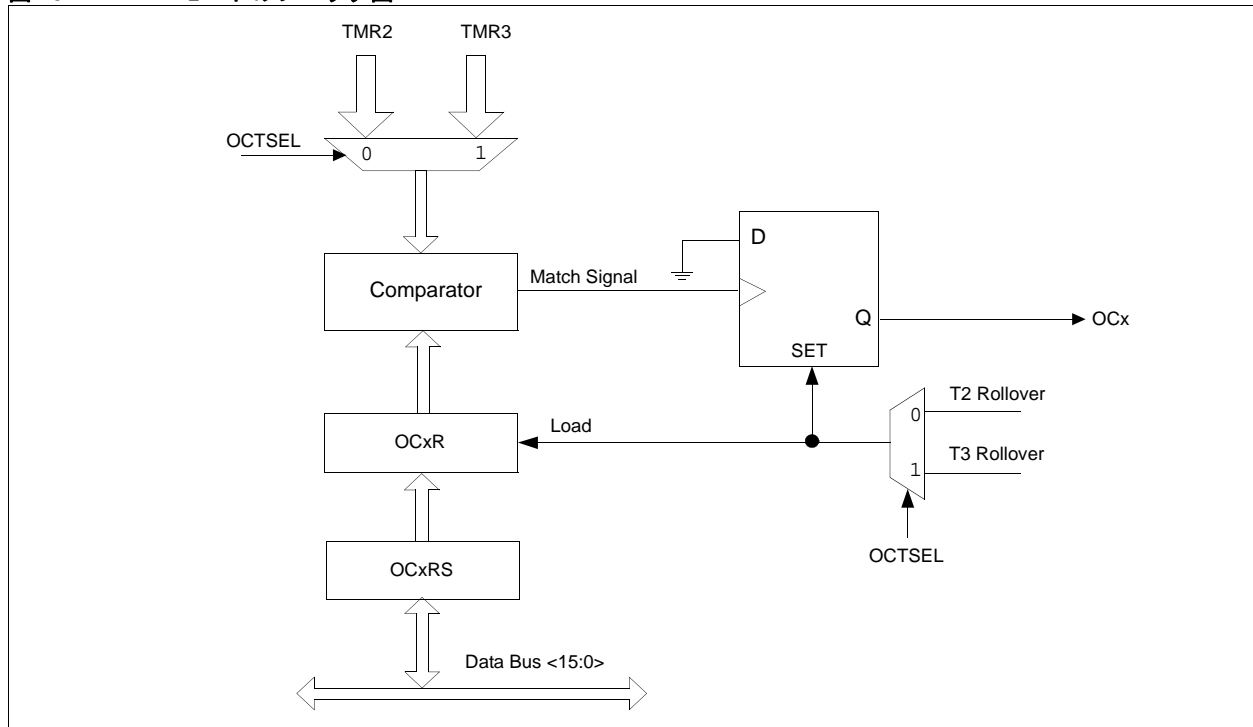 TMR2 TMR3
OCTSEL
0 1
D
Comparator
Match Signal
Q
OCx
SET
T2 Rollover
0
Load
OCxR
T3 Rollover
1
OCTSEL
OCxRS
Data Bus <15:0>